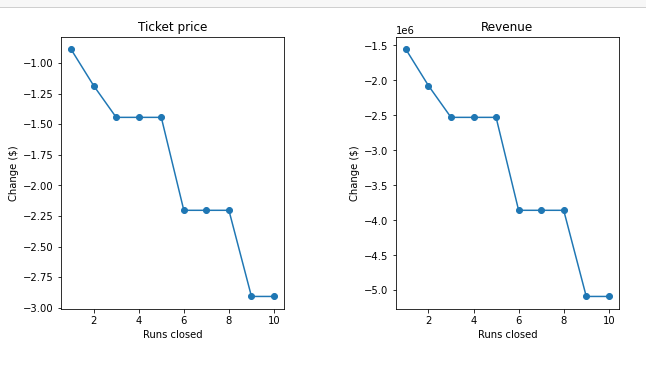 Ticket price
−1.00
−1.25
−1.50
−1.75
−2.00
−2.25
−2.50
−2.75
−3.00
Change ($)
2 4 6 8 10
Runs closed
Revenue
1e6
−1.5
−2.0
−2.5
−3.0
−3.5
−4.0
−4.5
−5.0
Change ($)
2 4 6 8 10
Runs closed